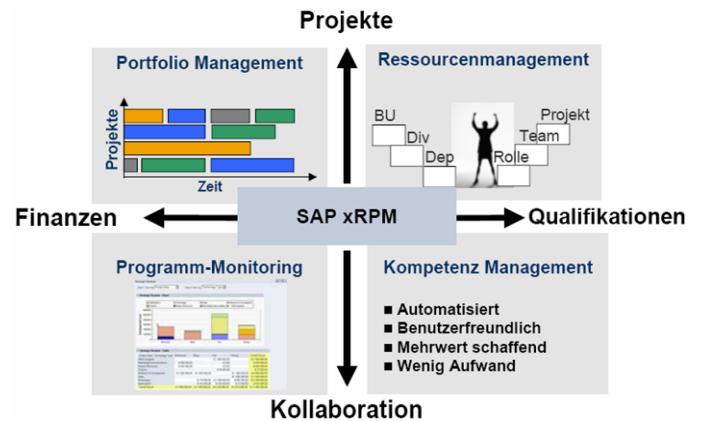 Projekte
Portfolio Management
Projekte
Zeit
Ressourcenmanagement
BU
Div
Dep
Projekt
Team
Rolle
Finanzen
SAP xRPM
Qualifikationen
Programm-Monitoring
Kompetenz Management
Automatisiert
Benutzerfreundlich
Mehrwert schaffend
Wenig Aufwand
Kollaboration